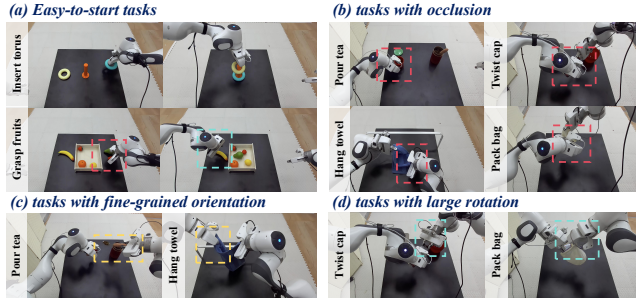 (a) Easy-to-start tasks
Insert torus
Grasp fruits
(b) tasks with occlusion
Pour tea
Twist cap
Hang towel
Pack bag
(c) tasks with fine-grained orientation
Pour tea
Hang towel
(d) tasks with large rotation
Twist cap
Pack bag